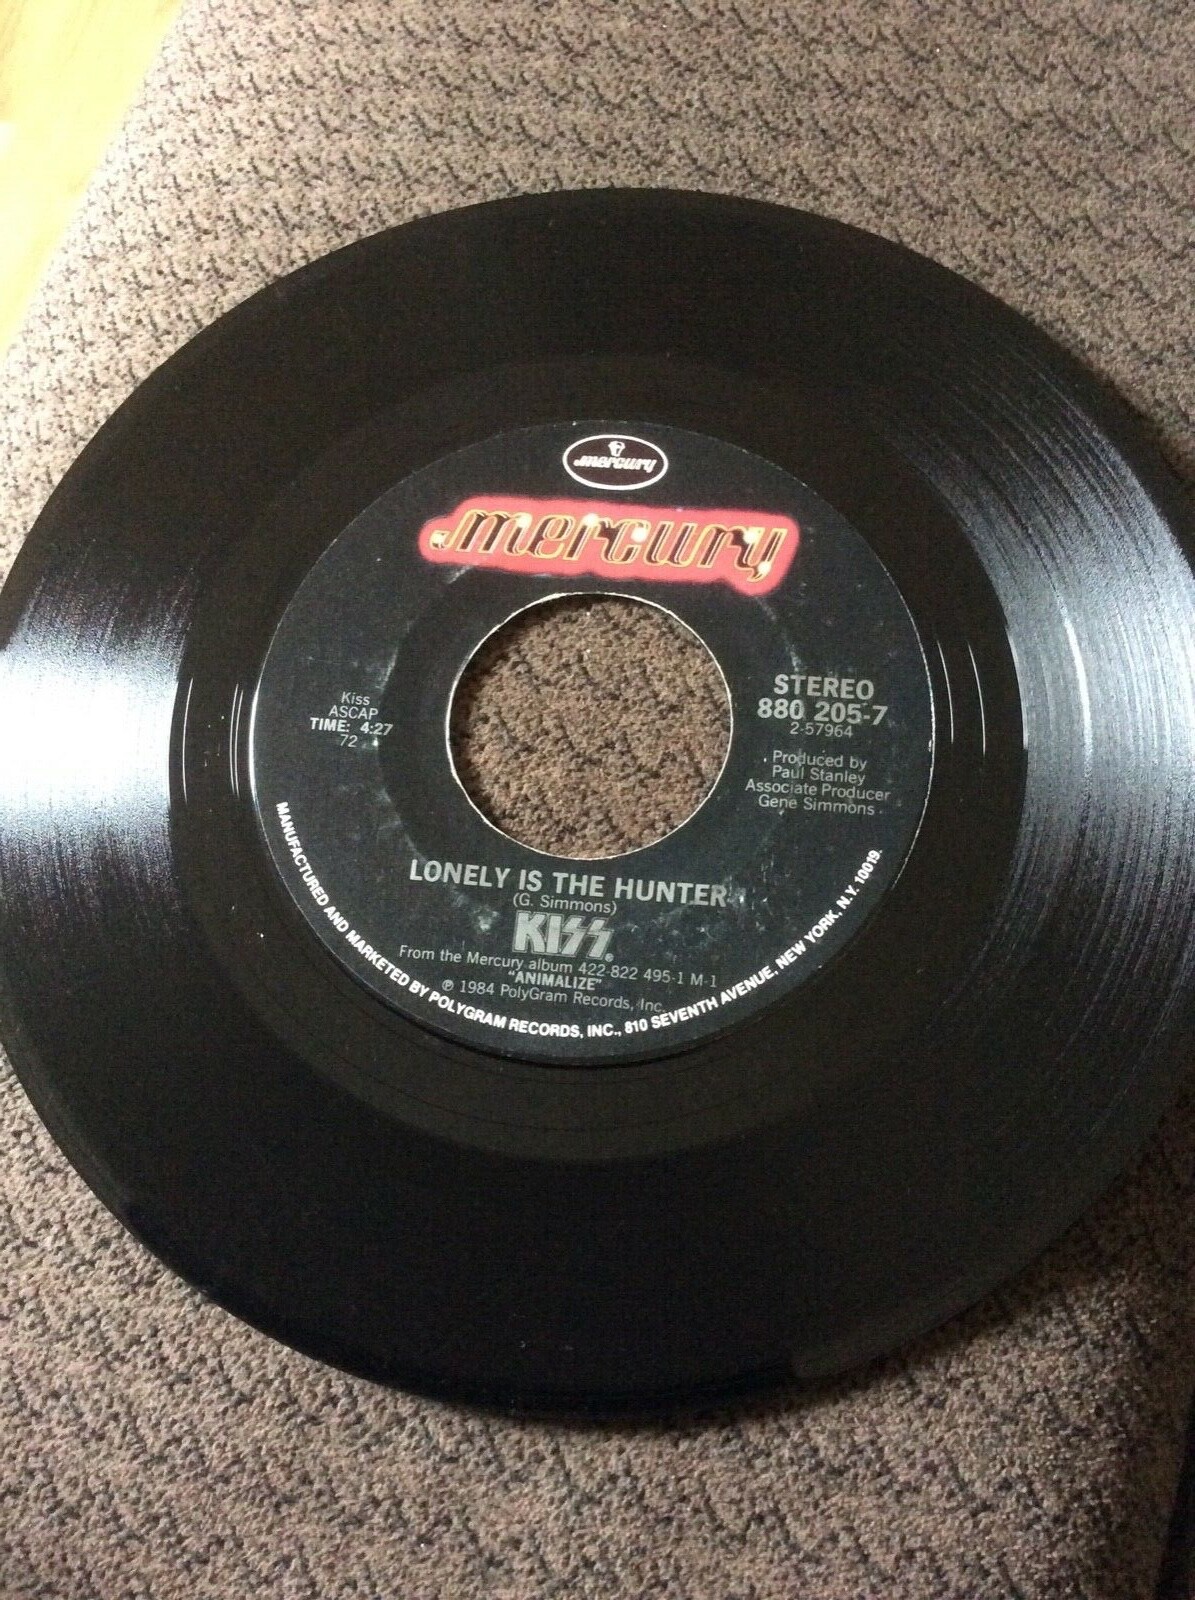 mercury
mercury
STEREO
880 205-7
2-57964
Kiss
ASCAP
TIME: 4:27
72
Produced by
Paul Stanley
Associate Producer
Gene Simmons
LONELY IS THE HUNTER
(G. Simmons)
KISS®
From the Mercury album 422-822 495-1 M-1
"ANIMALIZE"
℗ 1984 PolyGram Records, Inc.
MANUFACTURED AND MARKETED BY POLYGRAM RECORDS, INC., 810 SEVENTH AVENUE, NEW YORK, N.Y. 10019.